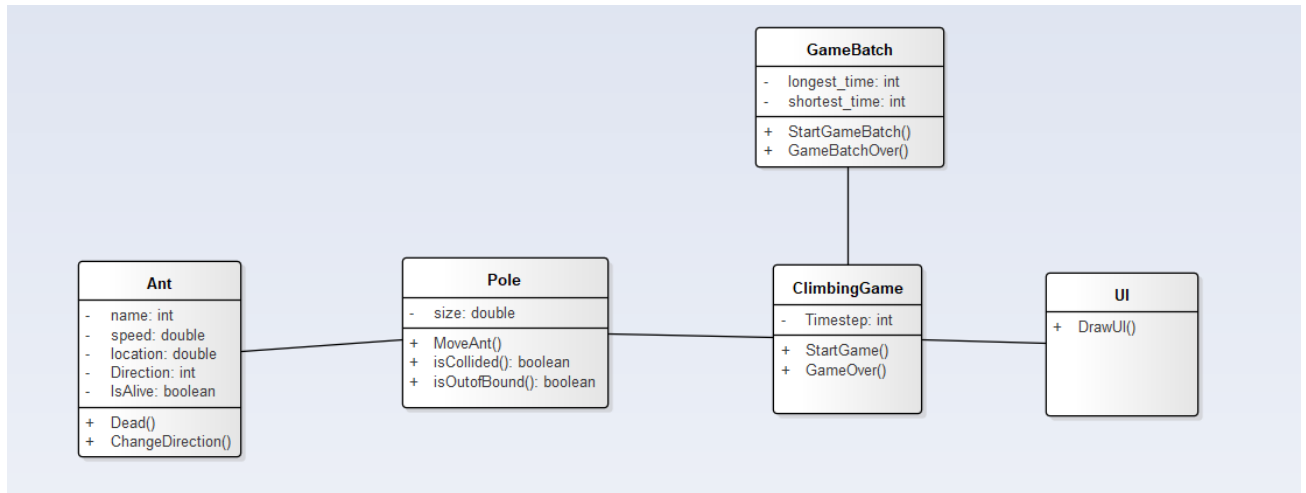 GameBatch
- longest_time: int
- shortest_time: int
+ StartGameBatch()
+ GameBatchOver()
Ant
- name: int
- speed: double
- location: double
- Direction: int
- IsAlive: boolean
+ Dead()
+ ChangeDirection()
Pole
- size: double
+ MoveAnt()
+ isCollided(): boolean
+ isOutofBound(): boolean
ClimbingGame
- Timestep: int
+ StartGame()
+ GameOver()
UI
+ DrawUI()